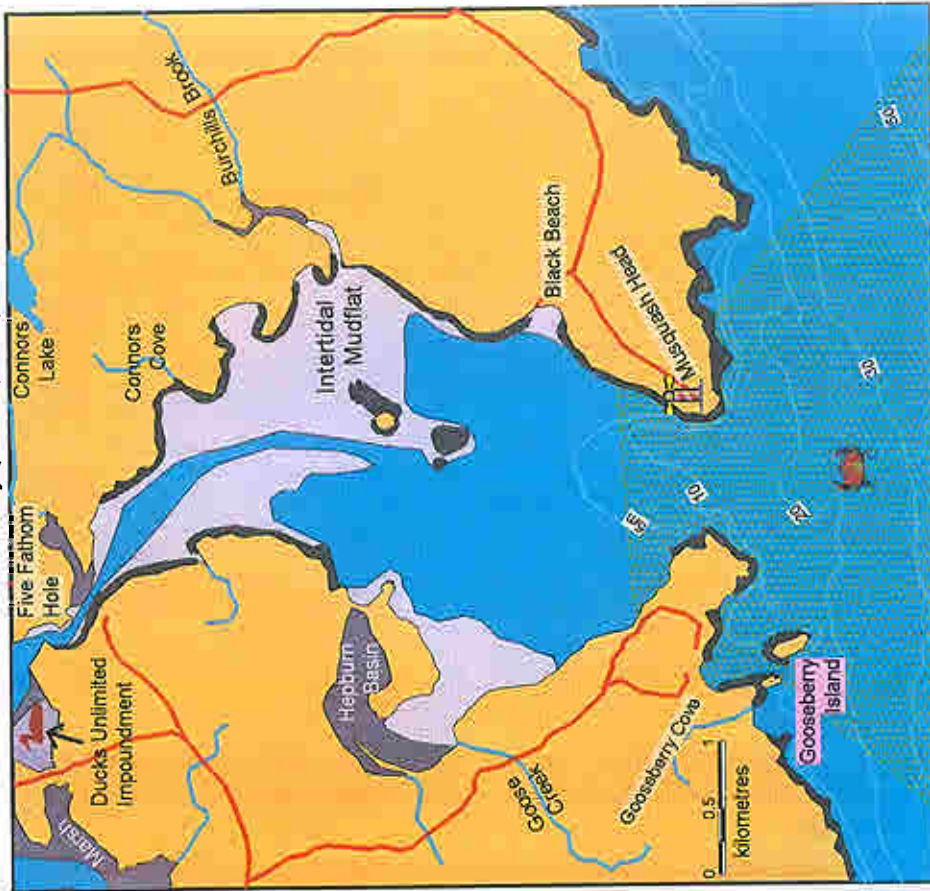 Connors
Lake
Burchills Brook
Five Fathom
Hole
Connors
Cove
Ducks Unlimited
Impoundment
Marsh
Intertidal
Mudflat
Hepburn
Basin
Black Beach
Musquash Head
Goose
Creek
Gooseberry Cove
Gooseberry
Island
5m
10
20
30
50
0
0.5
1
kilometres